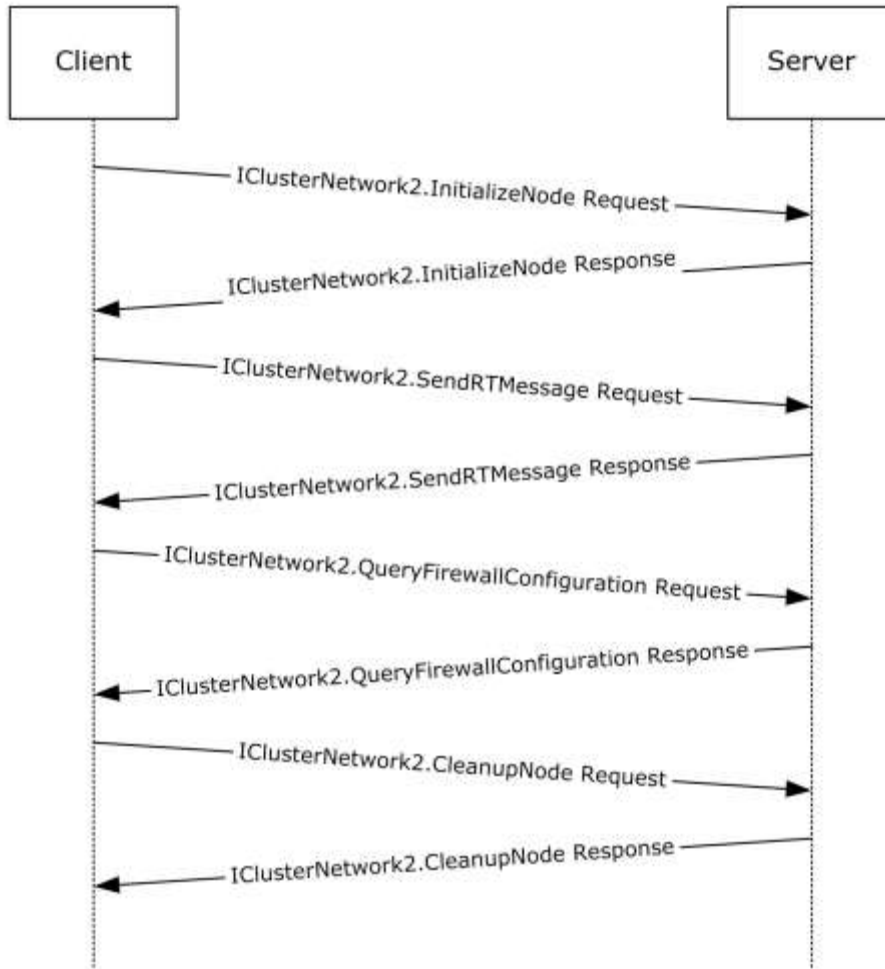 Client
Server
IClusterNetwork2.InitializeNode Request
IClusterNetwork2.InitializeNode Response
IClusterNetwork2.SendRTMessage Request
IClusterNetwork2.SendRTMessage Response
IClusterNetwork2.QueryFirewallConfiguration Request
IClusterNetwork2.QueryFirewallConfiguration Response
IClusterNetwork2.CleanupNode Request
IClusterNetwork2.CleanupNode Response